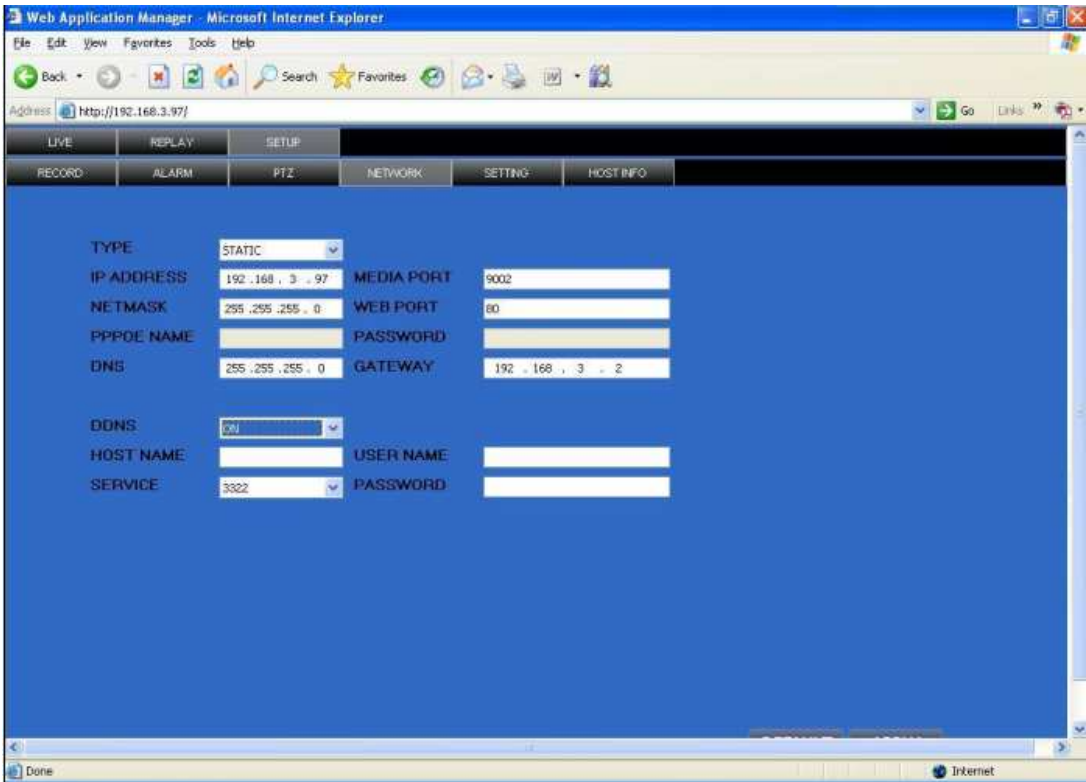 Web Application Manager - Microsoft Internet Explorer
File Edit View Favorites Tools Help
Back Search Favorites
Address http://192.168.3.97/ Go Links »
LIVE REPLAY SETUP
RECORD ALARM PTZ NETWORK SETTING HOST INFO
TYPE STATIC
IP ADDRESS 192 .168 . 3 . 97 MEDIA PORT 9002
NETMASK 255 .255 .255 . 0 WEB PORT 80
PPPOE NAME PASSWORD
DNS 255 .255 .255 . 0 GATEWAY 192 . 168 . 3 . 2
DDNS ON
HOST NAME USER NAME
SERVICE 3322 PASSWORD
Done Internet